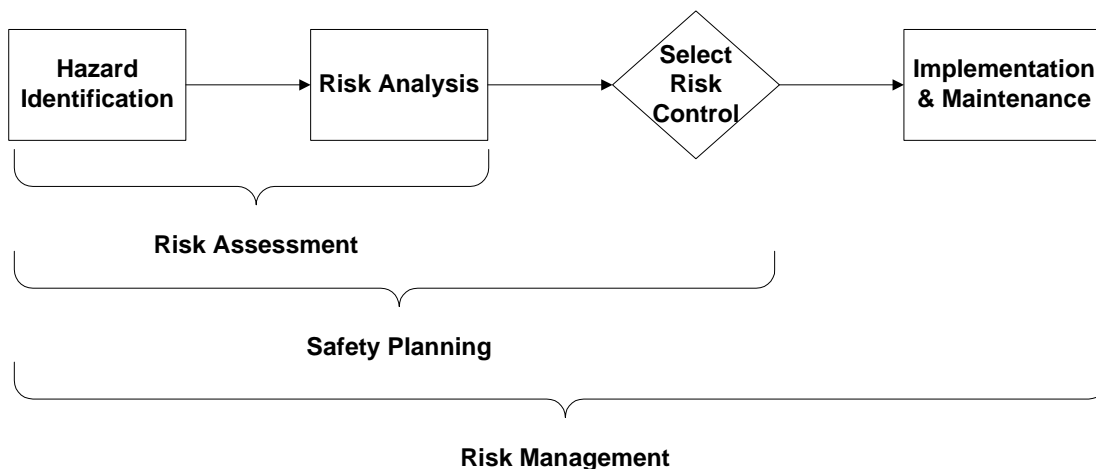 Hazard
Identification
Risk Analysis
Select
Risk
Control
Implementation
& Maintenance
Risk Assessment
Safety Planning
Risk Management